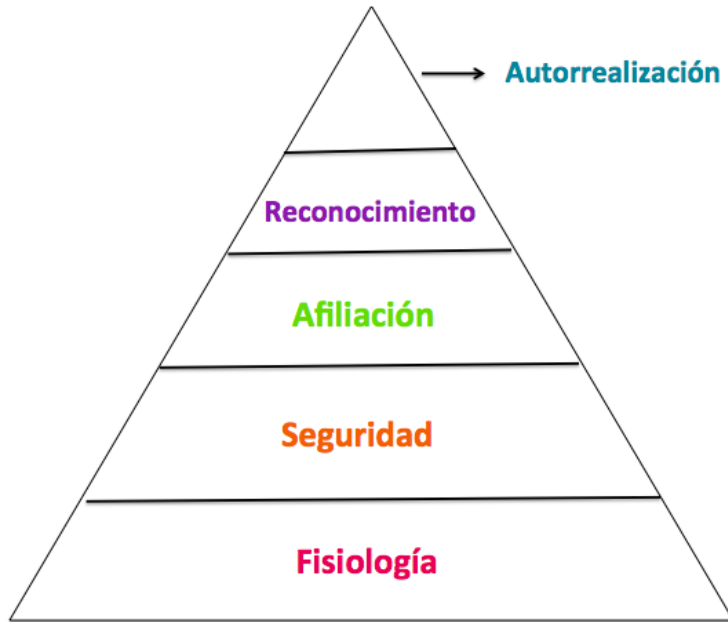 Autorrealización
Reconocimiento
Afiliación
Seguridad
Fisiología